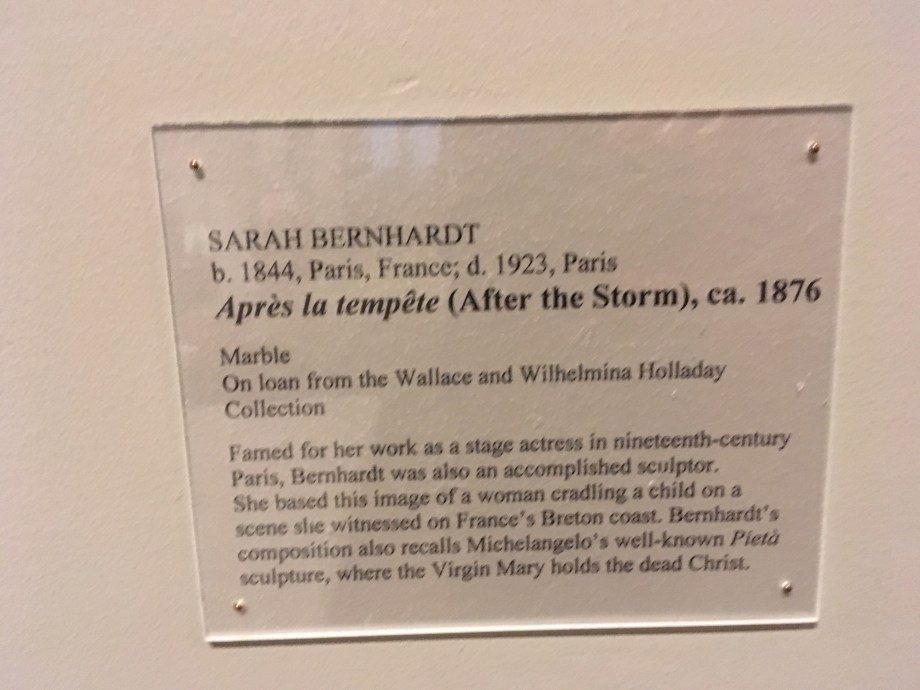 SARAH BERNHARDT
b. 1844, Paris, France; d. 1923, Paris
Après la tempête (After the Storm), ca. 1876
Marble
On loan from the Wallace and Wilhelmina Holladay
Collection
Famed for her work as a stage actress in nineteenth-century
Paris, Bernhardt was also an accomplished sculptor.
She based this image of a woman cradling a child on a
scene she witnessed on France's Breton coast. Bernhardt's
composition also recalls Michelangelo's well-known Pietà
sculpture, where the Virgin Mary holds the dead Christ.